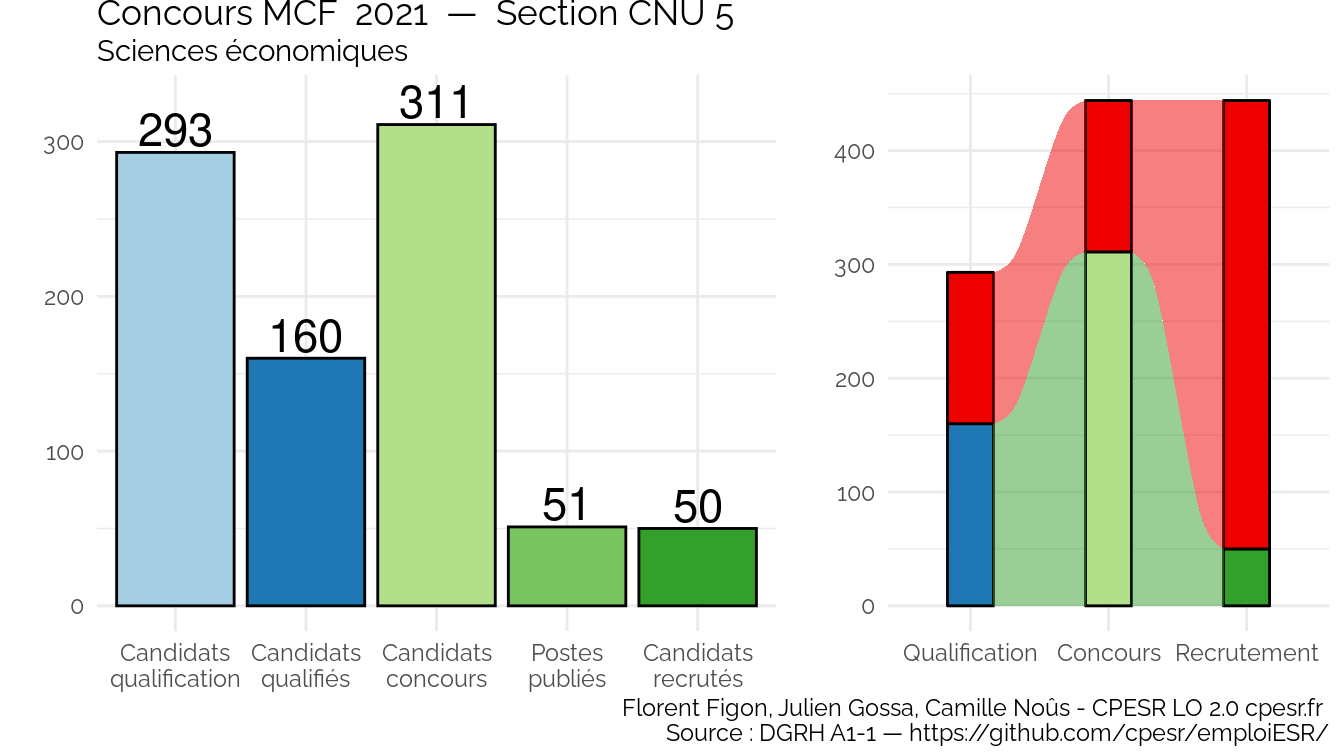 Concours MCF 2021 — Section CNU 5
Sciences économiques
293
160
311
51
50
300
200
100
0
Candidats qualification
Candidats qualifiés
Candidats concours
Postes publiés
Candidats recrutés
400
300
200
100
0
Qualification
Concours
Recrutement
Florent Figon, Julien Gossa, Camille Noûs - CPESR LO 2.0 cpesr.fr
Source : DGRH A1-1 — https://github.com/cpesr/emploiESR/